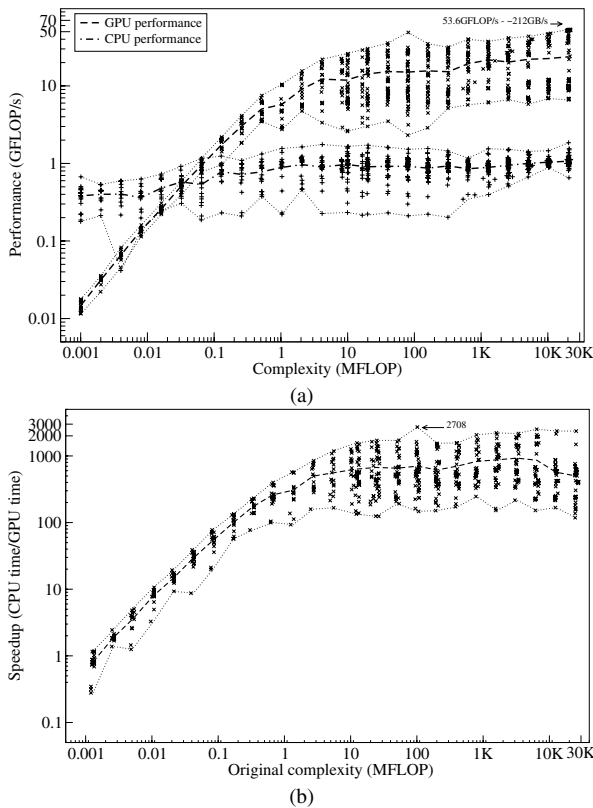 70
50
10
1
0.1
0.01
Performance (GFLOP/s)
GPU performance
CPU performance
53.6GFLOP/s - ~212GB/s
0.001 0.01 0.1 1 10 100 1K 10K 30K
Complexity (MFLOP)
(a)
3000
2000
1000
100
10
1
0.1
Speedup (CPU time/GPU time)
2708
0.001 0.01 0.1 1 10 100 1K 10K 30K
Original complexity (MFLOP)
(b)